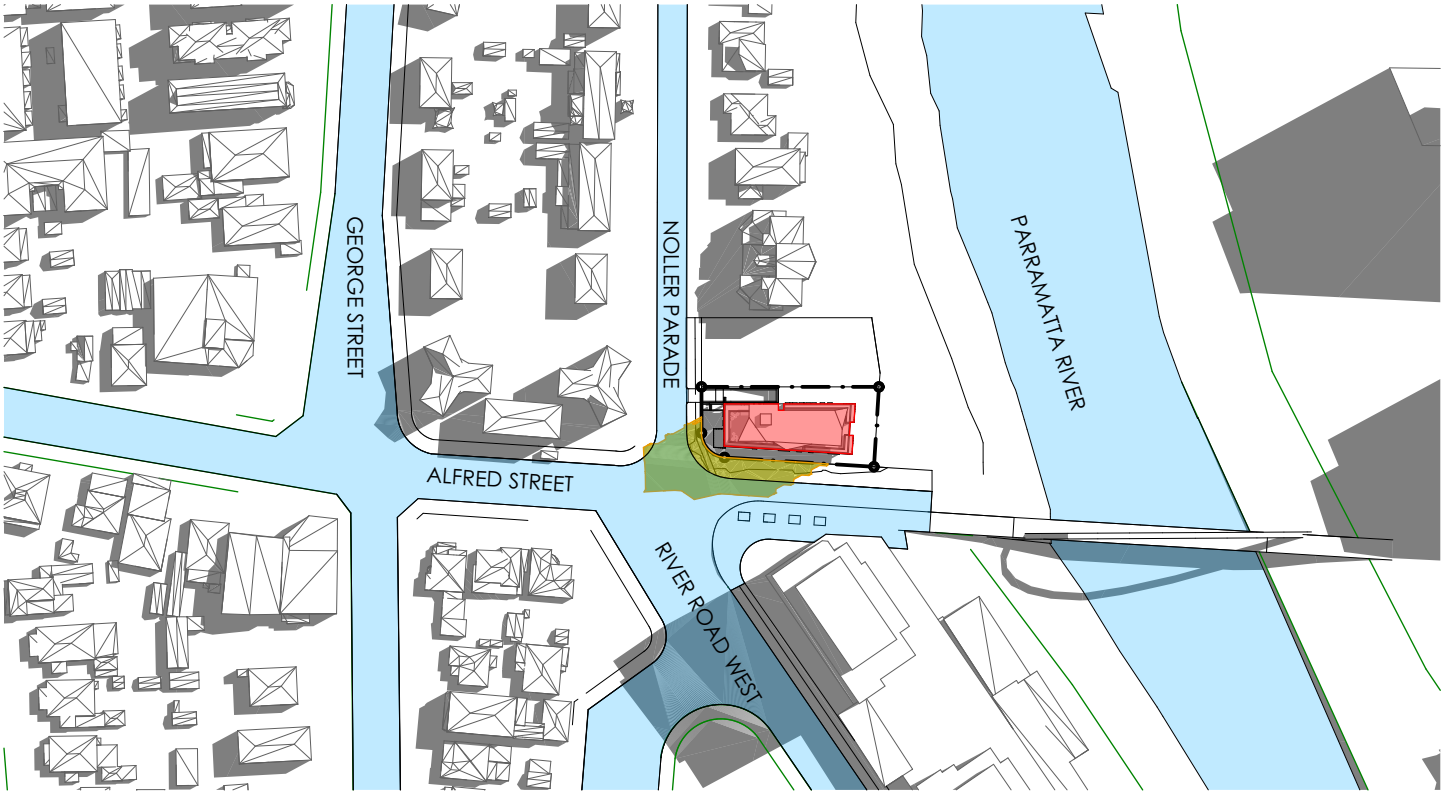 GEORGE STREET
NOLLER PARADE
PARRAMATTA RIVER
ALFRED STREET
RIVER ROAD WEST